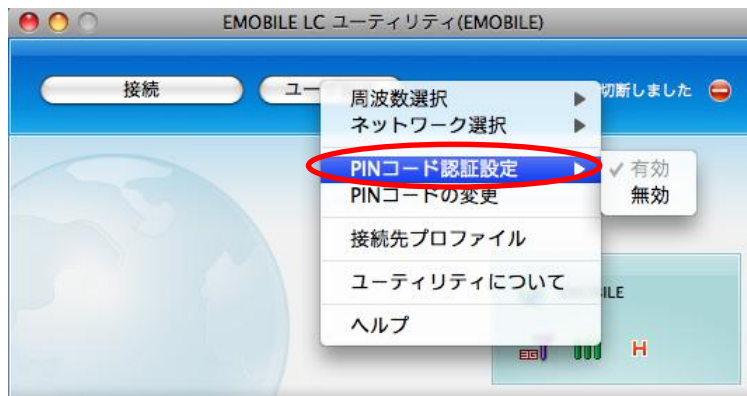 EMOBILE LC ユーティリティ(EMOBILE)
接続
ユー
切断しました
周波数選択
ネットワーク選択
PINコード認証設定
✓ 有効
無効
PINコードの変更
接続先プロファイル
ユーティリティについて
ILE
ヘルプ
3G
H